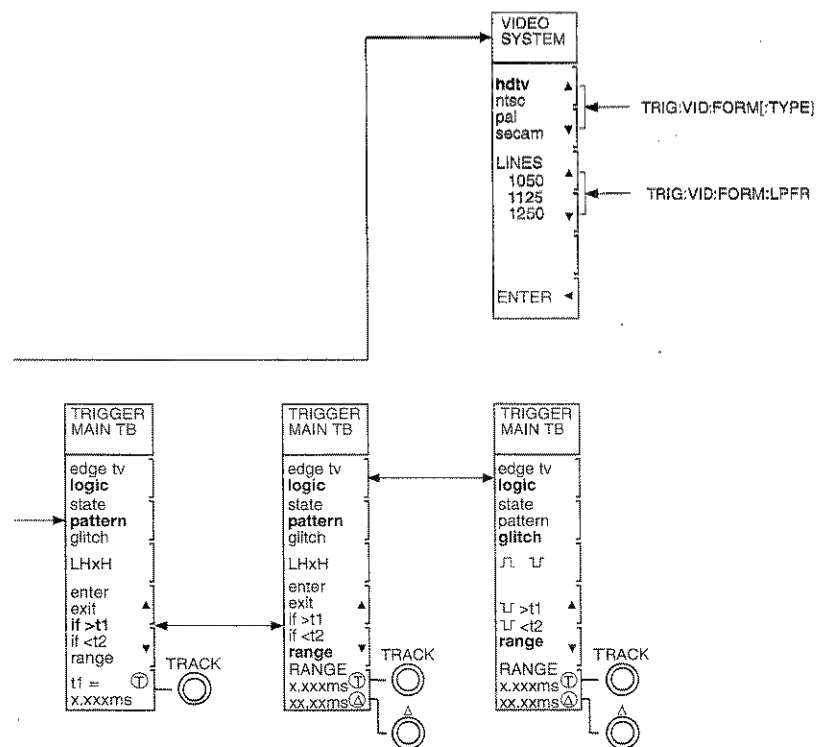 VIDEO
SYSTEM
hdtv
ntsc
pal
secam
TRIG:VID:FORM[:TYPE]
LINES
1050
1125
1250
TRIG:VID:FORM:LPFR
ENTER
TRIGGER
MAIN TB
edge tv
logic
state
pattern
glitch
LHxH
enter
exit
if >t1
if <t2
range
t1 =
x.xxxms
T
TRACK
TRIGGER
MAIN TB
edge tv
logic
state
pattern
glitch
LHxH
enter
exit
if >t1
if <t2
range
RANGE
x.xxxms T
xx.xxms Δ
TRACK
Δ
TRIGGER
MAIN TB
edge tv
logic
state
pattern
glitch
>t1
<t2
range
RANGE
x.xxxms T
xx.xxms Δ
TRACK
Δ